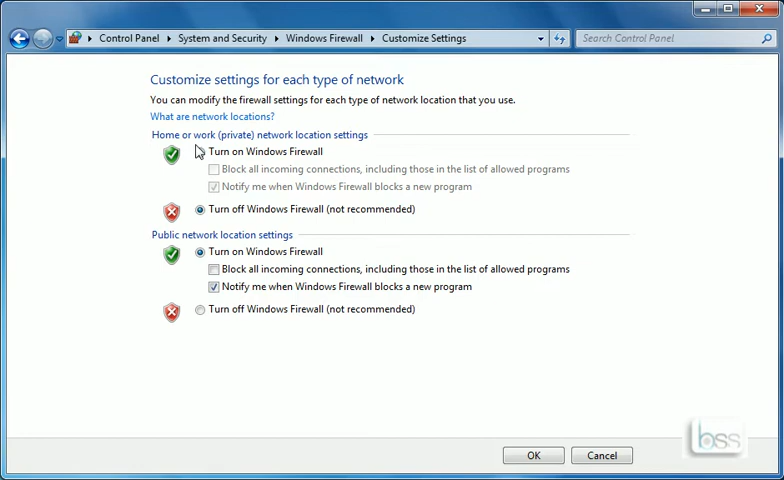 Control Panel System and Security Windows Firewall Customize Settings Search Control Panel
Customize settings for each type of network
You can modify the firewall settings for each type of network location that you use.
What are network locations?
Home or work (private) network location settings
Turn on Windows Firewall
Block all incoming connections, including those in the list of allowed programs
Notify me when Windows Firewall blocks a new program
Turn off Windows Firewall (not recommended)
Public network location settings
Turn on Windows Firewall
Block all incoming connections, including those in the list of allowed programs
Notify me when Windows Firewall blocks a new program
Turn off Windows Firewall (not recommended)
bss
OK Cancel